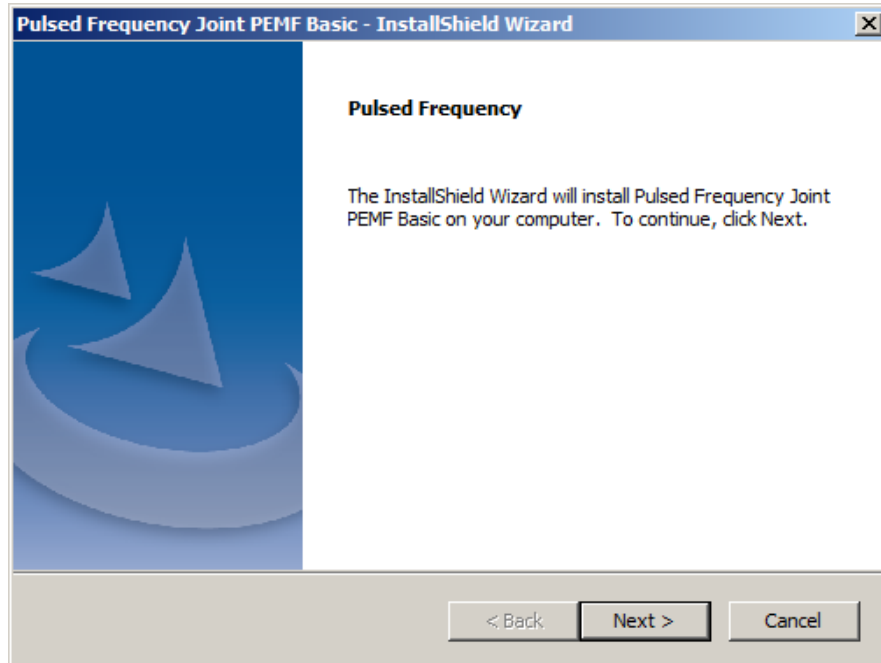 Pulsed Frequency Joint PEMF Basic - InstallShield Wizard
Pulsed Frequency
The InstallShield Wizard will install Pulsed Frequency Joint
PEMF Basic on your computer.  To continue, click Next.
< Back
Next >
Cancel